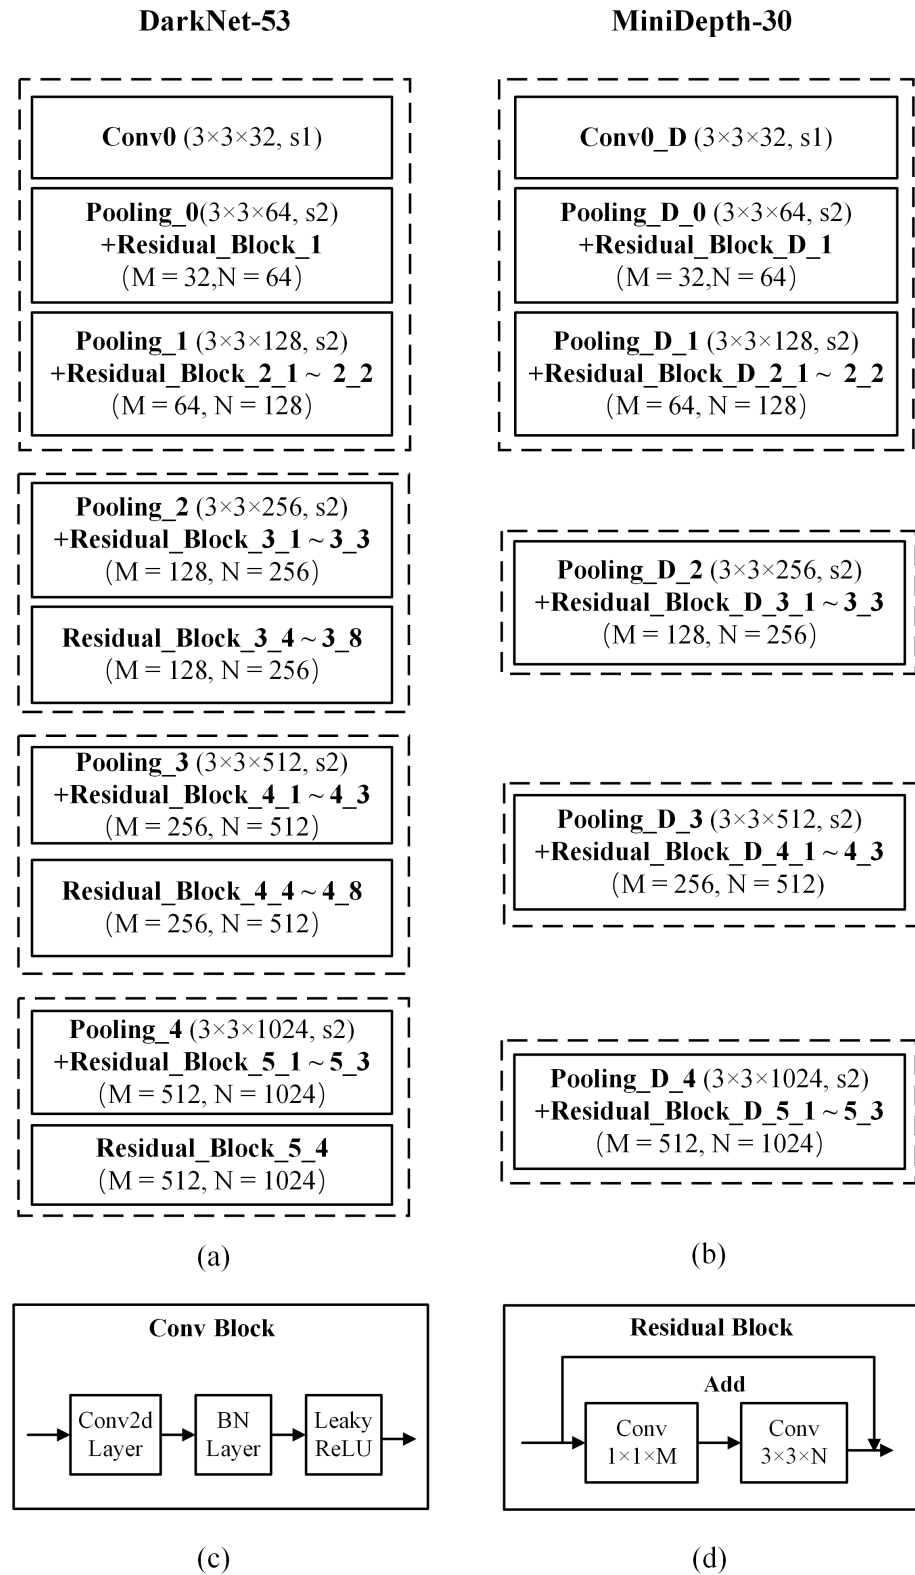 DarkNet-53
Conv0 (3×3×32, s1)
Pooling_0(3×3×64, s2)
+Residual_Block_1
(M = 32,N = 64)
Pooling_1 (3×3×128, s2)
+Residual_Block_2_1 ~ 2_2
(M = 64, N = 128)
Pooling_2 (3×3×256, s2)
+Residual_Block_3_1 ~ 3_3
(M = 128, N = 256)
Residual_Block_3_4 ~ 3_8
(M = 128, N = 256)
Pooling_3 (3×3×512, s2)
+Residual_Block_4_1 ~ 4_3
(M = 256, N = 512)
Residual_Block_4_4 ~ 4_8
(M = 256, N = 512)
Pooling_4 (3×3×1024, s2)
+Residual_Block_5_1 ~ 5_3
(M = 512, N = 1024)
Residual_Block_5_4
(M = 512, N = 1024)
(a)
MiniDepth-30
Conv0_D (3×3×32, s1)
Pooling_D_0 (3×3×64, s2)
+Residual_Block_D_1
(M = 32,N = 64)
Pooling_D_1 (3×3×128, s2)
+Residual_Block_D_2_1 ~ 2_2
(M = 64, N = 128)
Pooling_D_2 (3×3×256, s2)
+Residual_Block_D_3_1 ~ 3_3
(M = 128, N = 256)
Pooling_D_3 (3×3×512, s2)
+Residual_Block_D_4_1 ~ 4_3
(M = 256, N = 512)
Pooling_D_4 (3×3×1024, s2)
+Residual_Block_D_5_1 ~ 5_3
(M = 512, N = 1024)
(b)
Conv Block
Conv2d
Layer
BN
Layer
Leaky
ReLU
(c)
Residual Block
Add
Conv
1×1×M
Conv
3×3×N
(d)